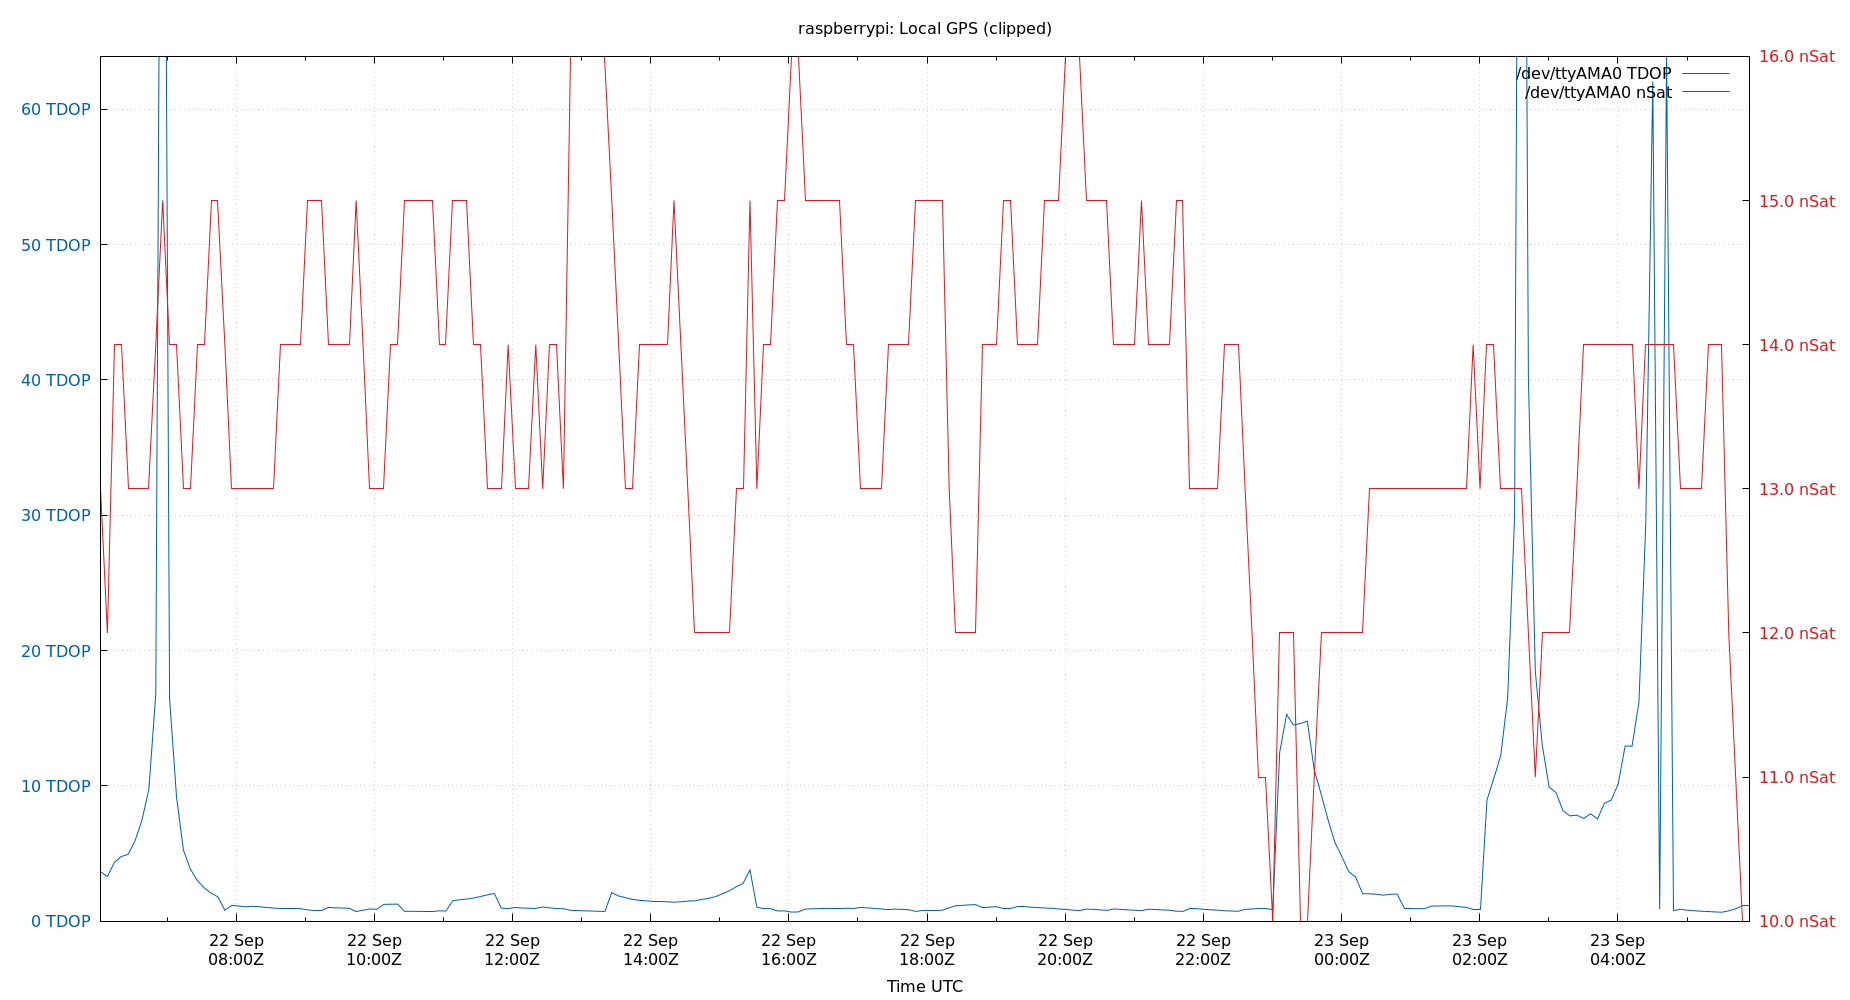 raspberrypi: Local GPS (clipped)
/dev/ttyAMA0 TDOP
/dev/ttyAMA0 nSat
60 TDOP
50 TDOP
40 TDOP
30 TDOP
20 TDOP
10 TDOP
0 TDOP
16.0 nSat
15.0 nSat
14.0 nSat
13.0 nSat
12.0 nSat
11.0 nSat
10.0 nSat
22 Sep
08:00Z
22 Sep
10:00Z
22 Sep
12:00Z
22 Sep
14:00Z
22 Sep
16:00Z
22 Sep
18:00Z
22 Sep
20:00Z
22 Sep
22:00Z
23 Sep
00:00Z
23 Sep
02:00Z
23 Sep
04:00Z
Time UTC